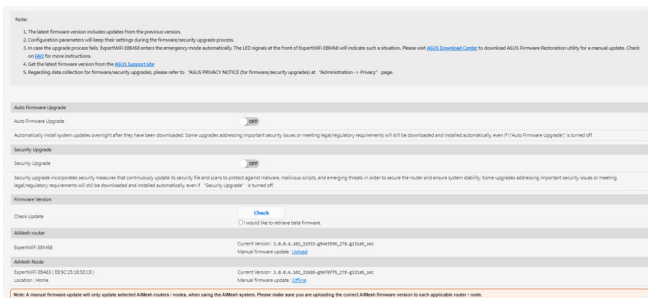 Note:
1. The latest firmware version includes updates from the previous version.
2. Configuration parameters will keep their settings during the firmware/security upgrade process.
3. In case the upgrade process fails, ExpertWiFi EBM68 enters the emergency mode automatically. The LED signals at the front of ExpertWiFi EBM68 will indicate such a situation. Please visit ASUS Download Center to download ASUS Firmware Restoration utility for a manual update. Check
on FAQ for more instructions.
4. Get the latest firmware version from the ASUS Support site
5. Regarding data collection for firmware/security upgrades, please refer to "ASUS PRIVACY NOTICE (for firmware/security upgrades) at "Administration -> Privacy" page.
Auto Firmware Upgrade
Auto Firmware Upgrade OFF
Automatically install system updates overnight after they have been downloaded. Some upgrades addressing important security issues or meeting legal/regulatory requirements will still be downloaded and installed automatically, even if \"Auto Firmware Upgrade\" is turned off.
Security Upgrade
Security Upgrade OFF
Security upgrade incorporates security measures that continuously update its security file and scans to protect against malware, malicious scripts, and emerging threats in order to secure the router and ensure system stability. Some upgrades addressing important security issues or meeting
legal/regulatory requirements will still be downloaded and installed automatically, even if "Security Upgrade" is turned off.
Firmware Version
Check Update Check
I would like to retrieve beta firmware.
AiMesh router
ExpertWiFi EBM68 Current Version :
Manual firmware update : Upload
AiMesh Node
ExpertWiFi EBA63
Location : Home Current Version :
Manual firmware update : Offline
Note: A manual firmware update will only update selected AiMesh routers / nodes, when using the AiMesh system. Please make sure you are uploading the correct AiMesh firmware version to each applicable router / node.